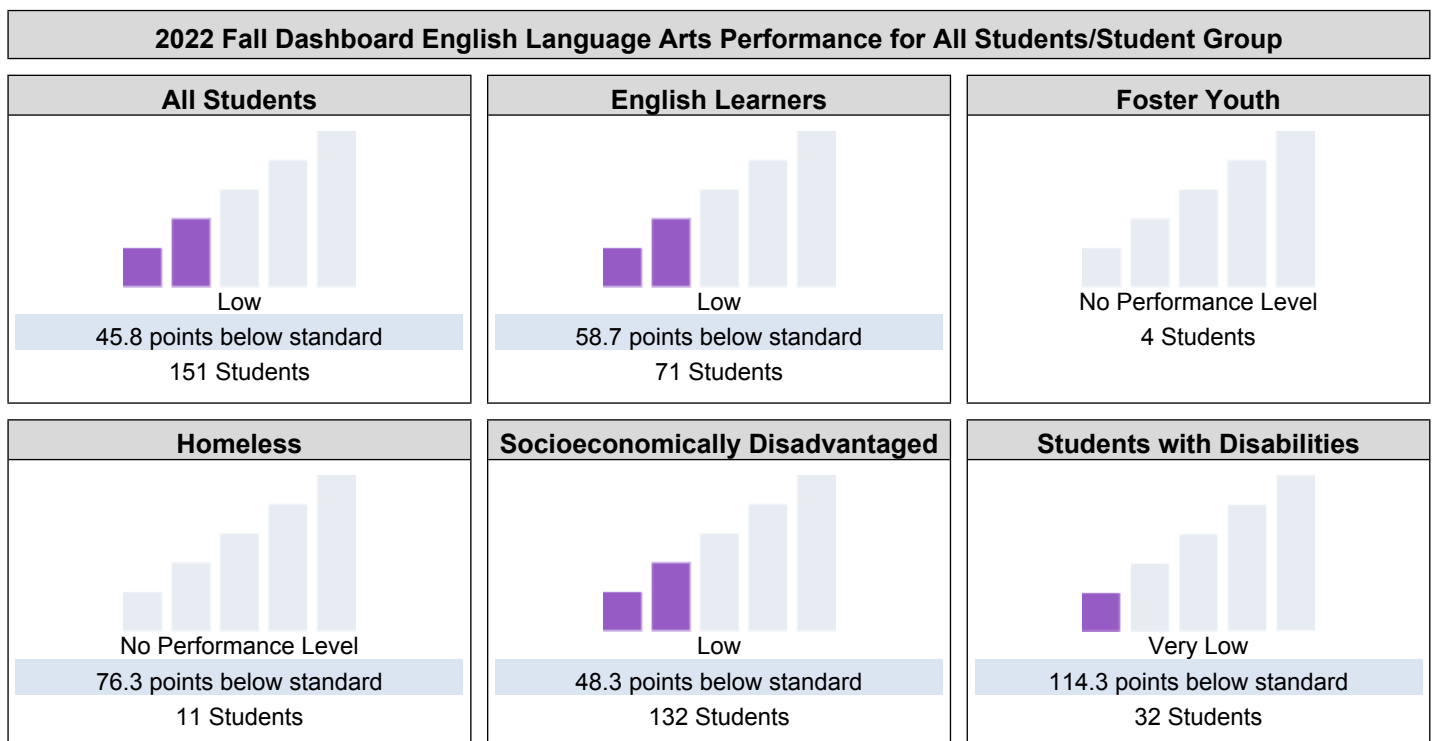 2022 Fall Dashboard English Language Arts Performance for All Students/Student Group
All Students
Low
45.8 points below standard
151 Students
English Learners
Low
58.7 points below standard
71 Students
Foster Youth
No Performance Level
4 Students
Homeless
No Performance Level
76.3 points below standard
11 Students
Socioeconomically Disadvantaged
Low
48.3 points below standard
132 Students
Students with Disabilities
Very Low
114.3 points below standard
32 Students